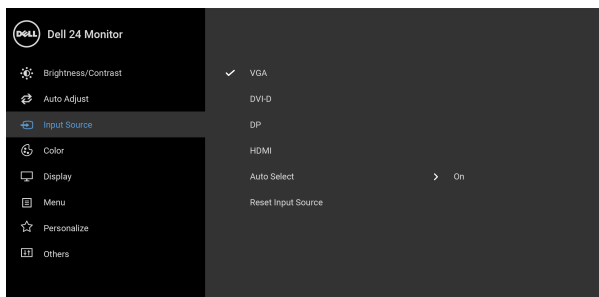 DELL Dell 24 Monitor
Brightness/Contrast
VGA
Auto Adjust
DVI-D
Input Source
DP
Color
HDMI
Display
Auto Select On
Menu
Reset Input Source
Personalize
Others